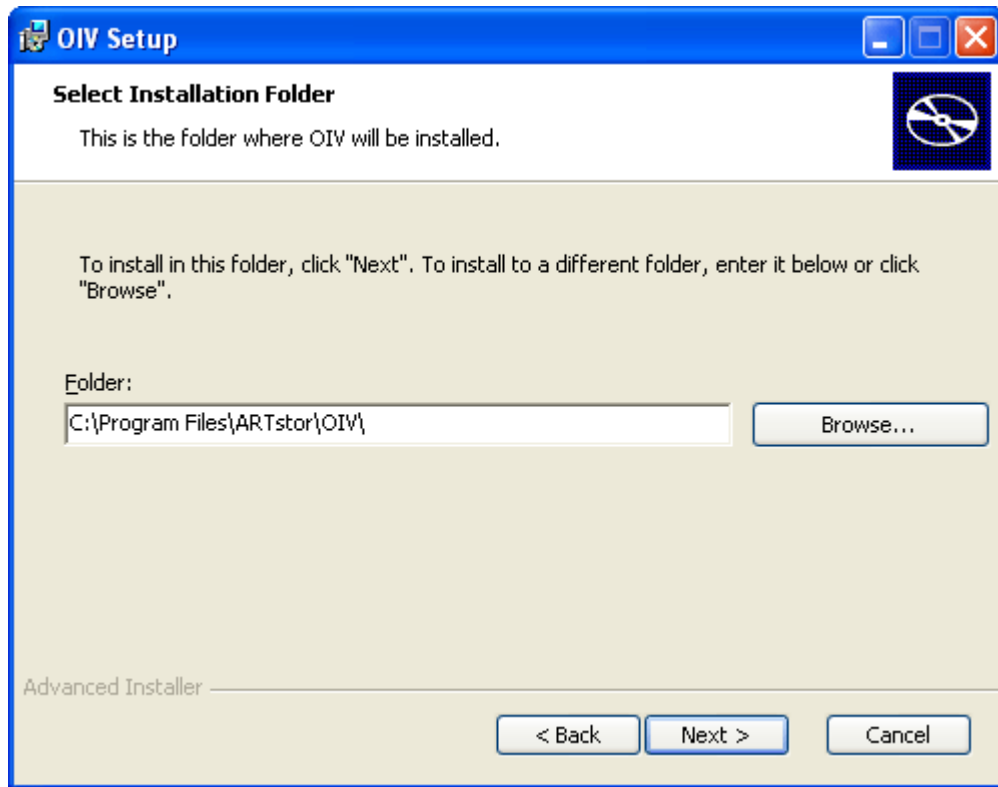 OIV Setup
Select Installation Folder
This is the folder where OIV will be installed.
To install in this folder, click "Next". To install to a different folder, enter it below or click
"Browse".
Folder:
C:\Program Files\ARTstor\OIV\
Browse...
Advanced Installer
< Back
Next >
Cancel